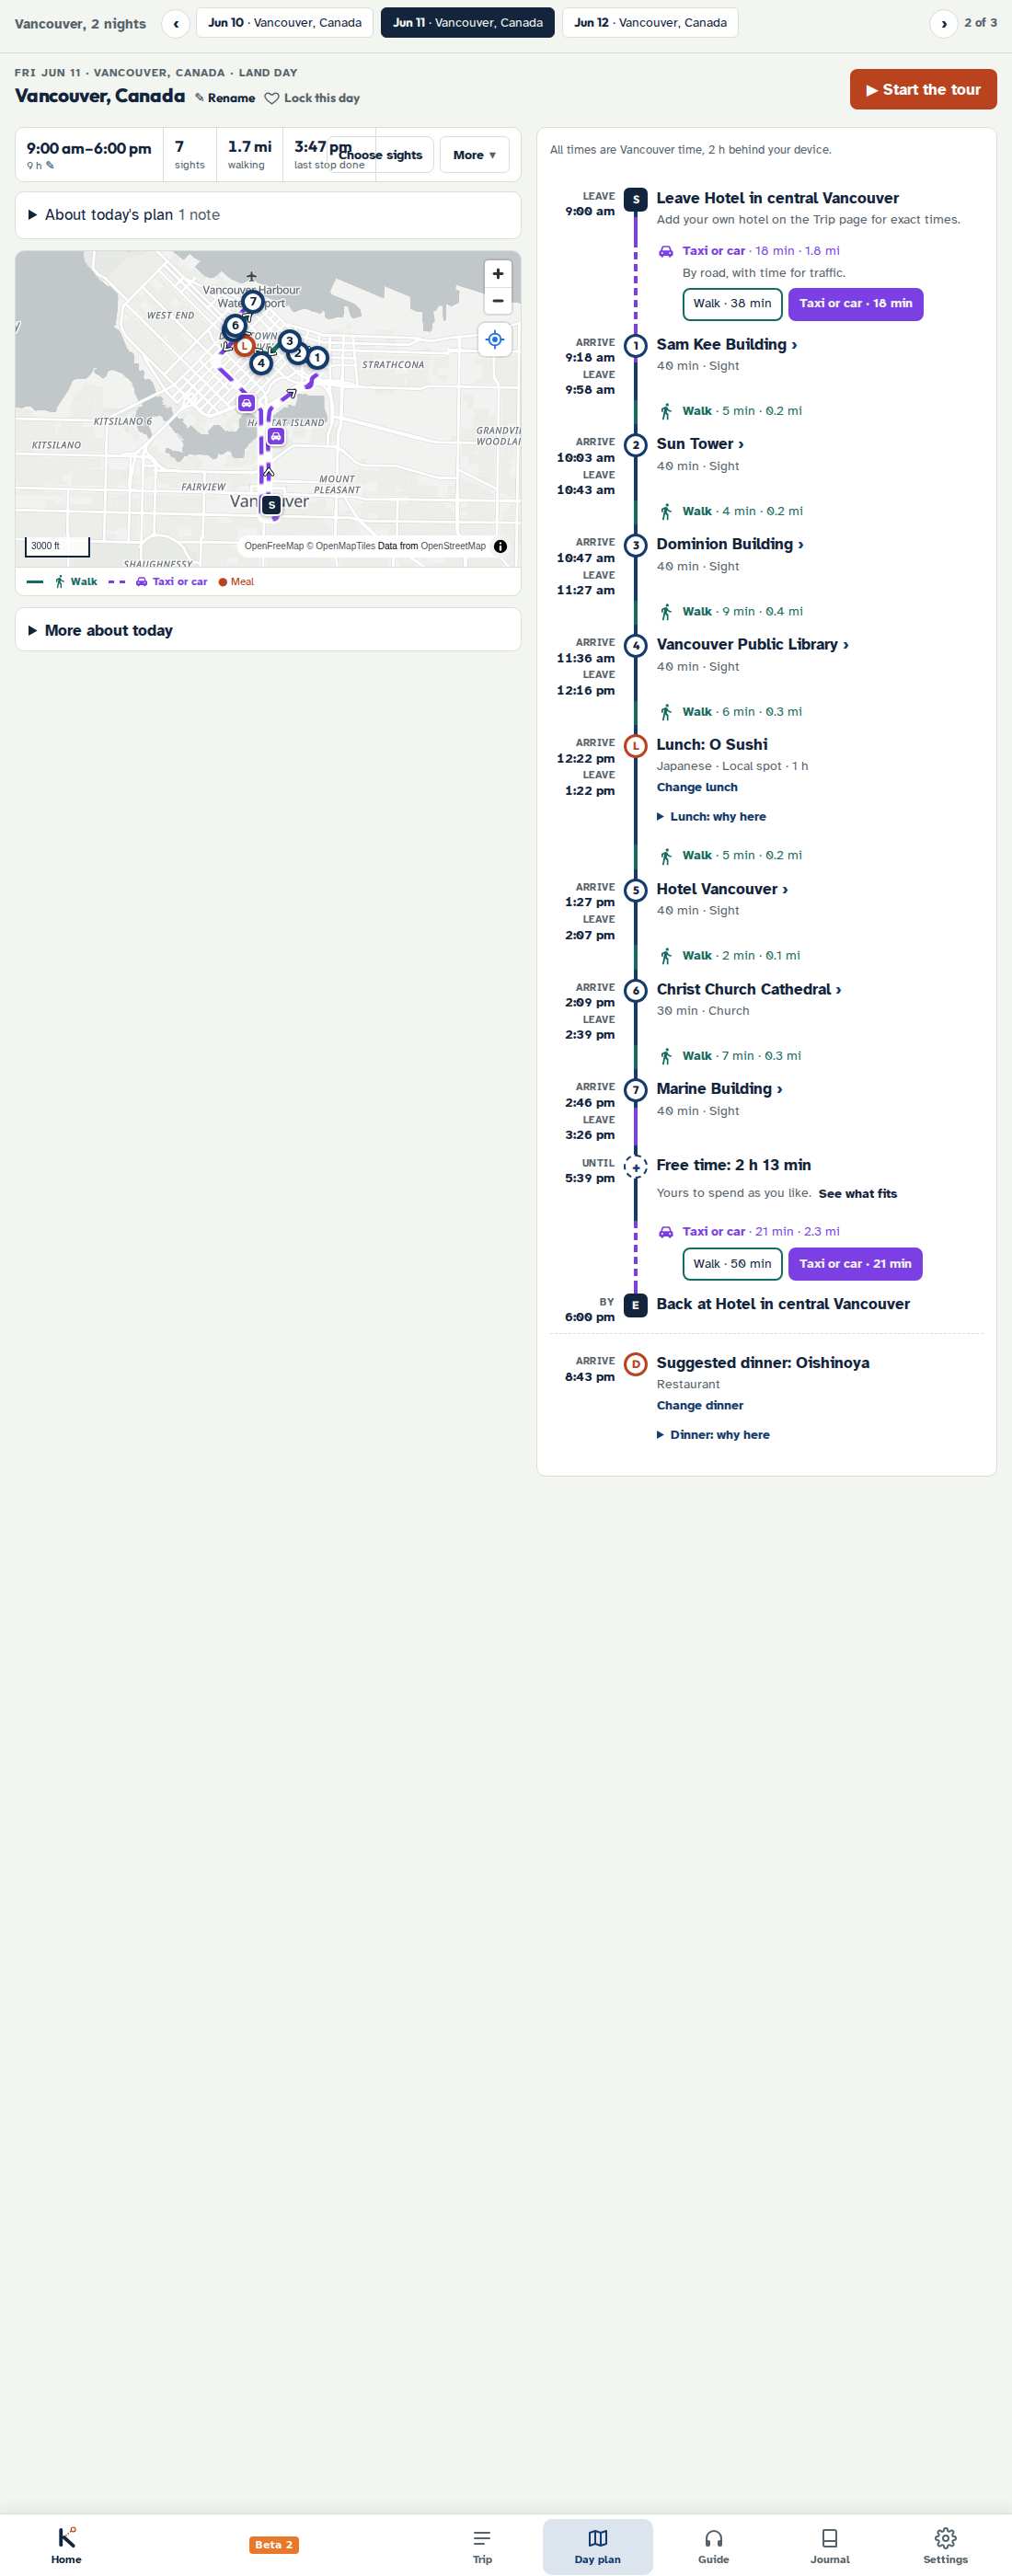 Vancouver, 2 nights
‹
Jun 10 · Vancouver, Canada
Jun 11 · Vancouver, Canada
Jun 12 · Vancouver, Canada
›
2 of 3
FRI JUN 11 · VANCOUVER, CANADA · LAND DAY
Vancouver, Canada
✎ Rename
Lock this day
▶ Start the tour
9:00 am–6:00 pm
9 h ✎
7
sights
1.7 mi
walking
3:47 pm
last stop done
Choose sights
More ▾
▶ About today's plan 1 note
Vancouver Harbour
WEST END
STRATHCONA
KITSILANO 6
KITSILANO
FAIRVIEW
MOUNT
PLEASANT
SHAUGHNESSY
7
6
L
3
2
1
4
S
+
−
3000 ft
OpenFreeMap © OpenMapTiles Data from OpenStreetMap
Walk
Taxi or car
Meal
▶ More about today
All times are Vancouver time, 2 h behind your device.
LEAVE
9:00 am
S
Leave Hotel in central Vancouver
Add your own hotel on the Trip page for exact times.
Taxi or car · 18 min · 1.8 mi
By road, with time for traffic.
Walk · 38 min
Taxi or car · 18 min
ARRIVE
9:18 am
LEAVE
9:58 am
1
Sam Kee Building ›
40 min · Sight
Walk · 5 min · 0.2 mi
ARRIVE
10:03 am
LEAVE
10:43 am
2
Sun Tower ›
40 min · Sight
Walk · 4 min · 0.2 mi
ARRIVE
10:47 am
LEAVE
11:27 am
3
Dominion Building ›
40 min · Sight
Walk · 9 min · 0.4 mi
ARRIVE
11:36 am
LEAVE
12:16 pm
4
Vancouver Public Library ›
40 min · Sight
Walk · 6 min · 0.3 mi
ARRIVE
12:22 pm
LEAVE
1:22 pm
L
Lunch: O Sushi
Japanese · Local spot · 1 h
Change lunch
▶ Lunch: why here
Walk · 5 min · 0.2 mi
ARRIVE
1:27 pm
LEAVE
2:07 pm
5
Hotel Vancouver ›
40 min · Sight
Walk · 2 min · 0.1 mi
ARRIVE
2:09 pm
LEAVE
2:39 pm
6
Christ Church Cathedral ›
30 min · Church
Walk · 7 min · 0.3 mi
ARRIVE
2:46 pm
LEAVE
3:26 pm
7
Marine Building ›
40 min · Sight
UNTIL
5:39 pm
+
Free time: 2 h 13 min
Yours to spend as you like. See what fits
Taxi or car · 21 min · 2.3 mi
Walk · 50 min
Taxi or car · 21 min
BY
6:00 pm
E
Back at Hotel in central Vancouver
ARRIVE
8:43 pm
D
Suggested dinner: Oishinoya
Restaurant
Change dinner
▶ Dinner: why here
Home
Beta 2
Trip
Day plan
Guide
Journal
Settings